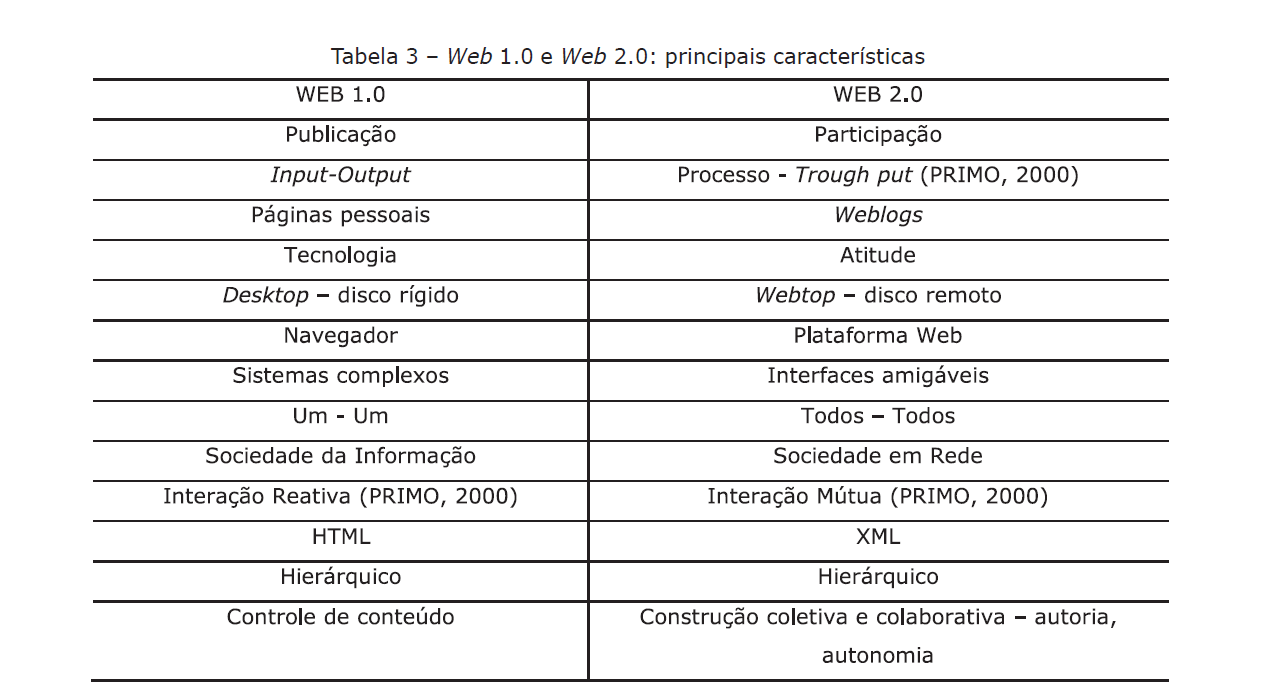 Tabela 3 – Web 1.0 e Web 2.0: principais características
WEB 1.0 WEB 2.0
Publicação Participação
Input-Output Processo - Trough put (PRIMO, 2000)
Páginas pessoais Weblogs
Tecnologia Atitude
Desktop – disco rígido Webtop – disco remoto
Navegador Plataforma Web
Sistemas complexos Interfaces amigáveis
Um - Um Todos – Todos
Sociedade da Informação Sociedade em Rede
Interação Reativa (PRIMO, 2000) Interação Mútua (PRIMO, 2000)
HTML XML
Hierárquico Hierárquico
Controle de conteúdo Construção coletiva e colaborativa – autoria,
autonomia